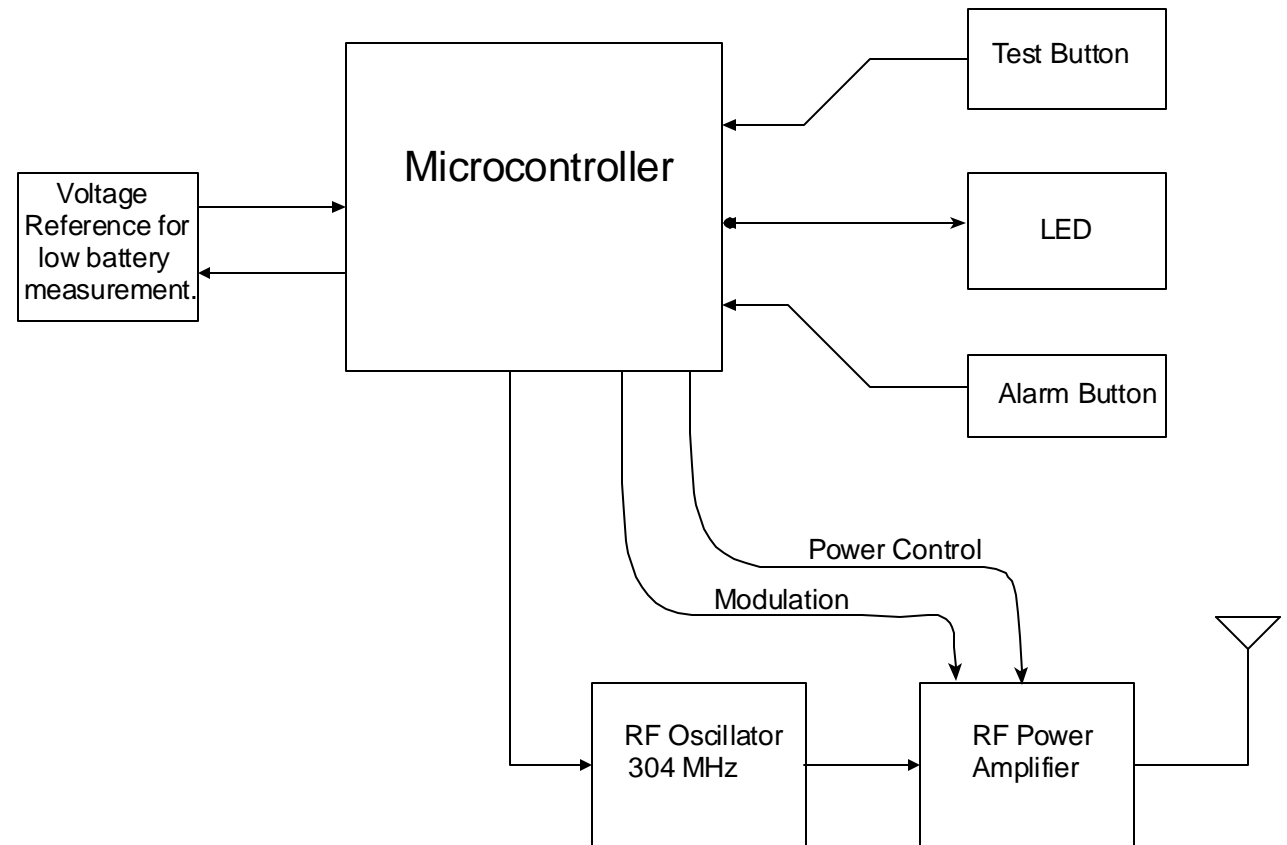 Test Button
Microcontroller
Voltage
Reference for
low battery
measurement.
LED
Alarm Button
Power Control
Modulation
RF Oscillator
304 MHz
RF Power
Amplifier